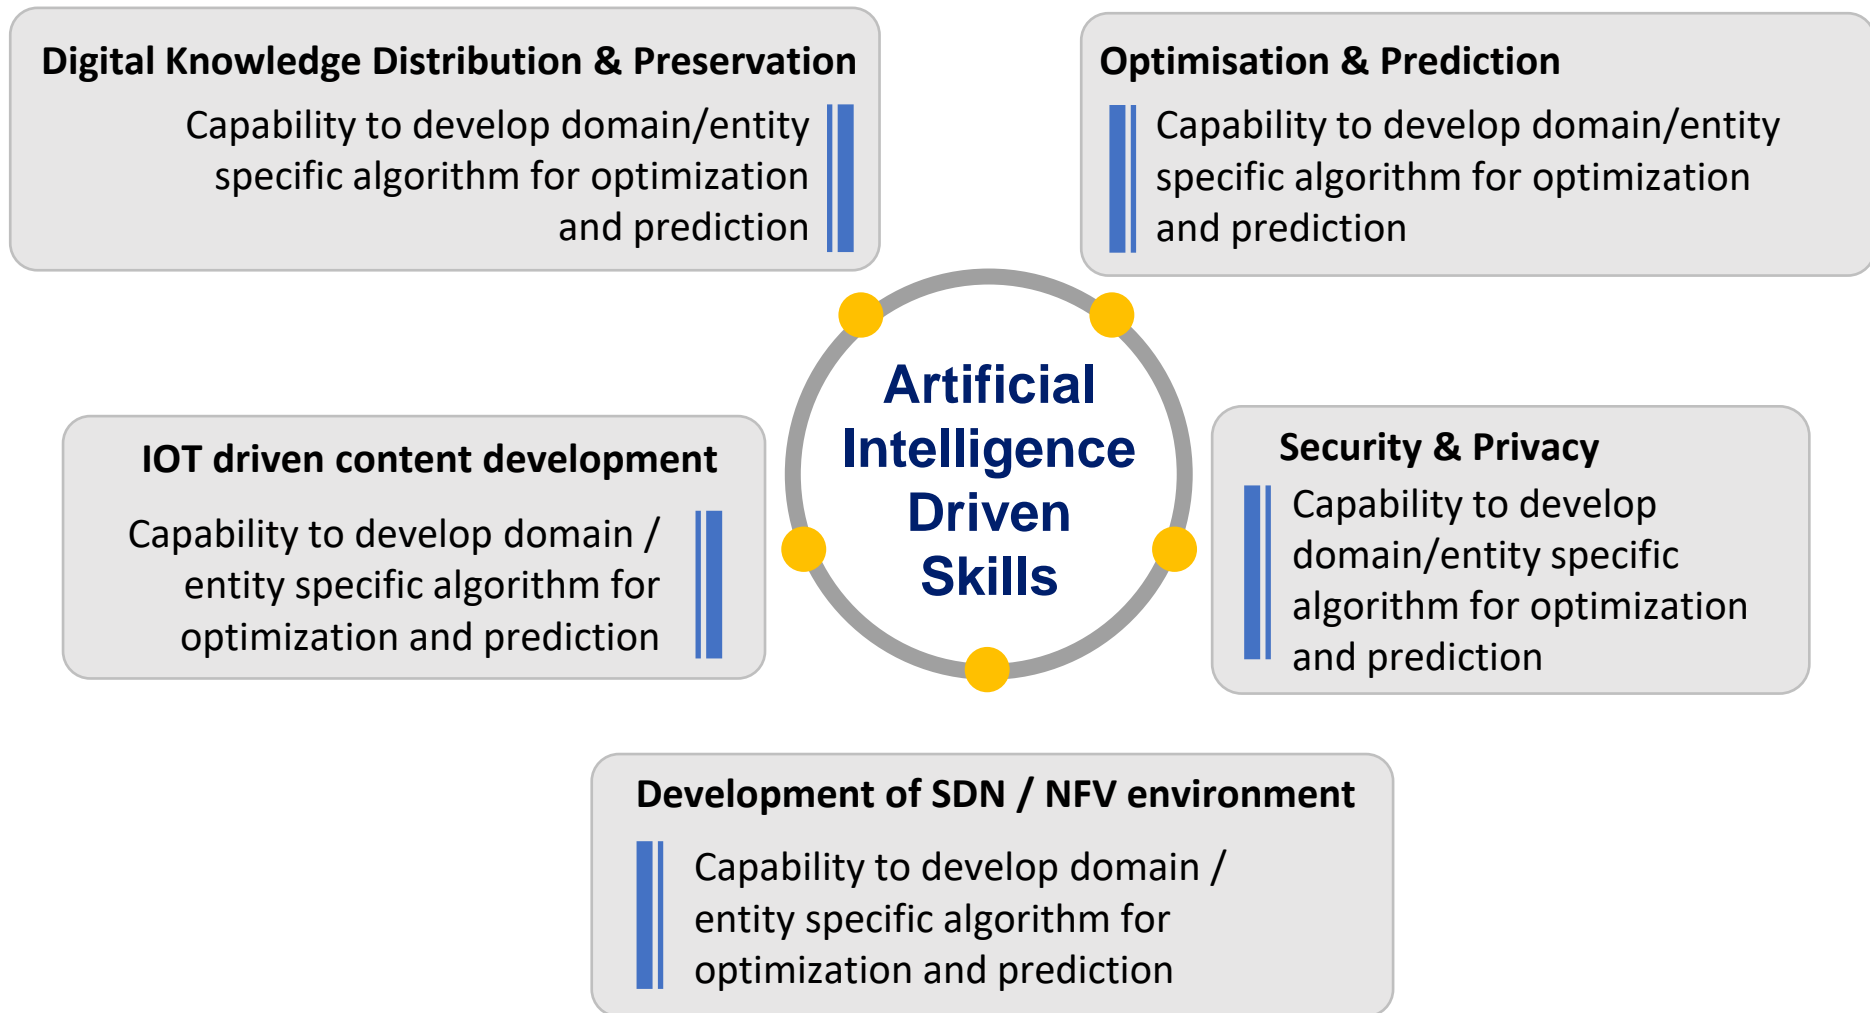 Digital Knowledge Distribution & Preservation
Capability to develop domain/entity
specific algorithm for optimization
and prediction
Optimisation & Prediction
Capability to develop domain/entity
specific algorithm for optimization
and prediction
Artificial
Intelligence
Driven
Skills
IOT driven content development
Capability to develop domain /
entity specific algorithm for
optimization and prediction
Security & Privacy
Capability to develop
domain/entity specific
algorithm for optimization
and prediction
Development of SDN / NFV environment
Capability to develop domain /
entity specific algorithm for
optimization and prediction